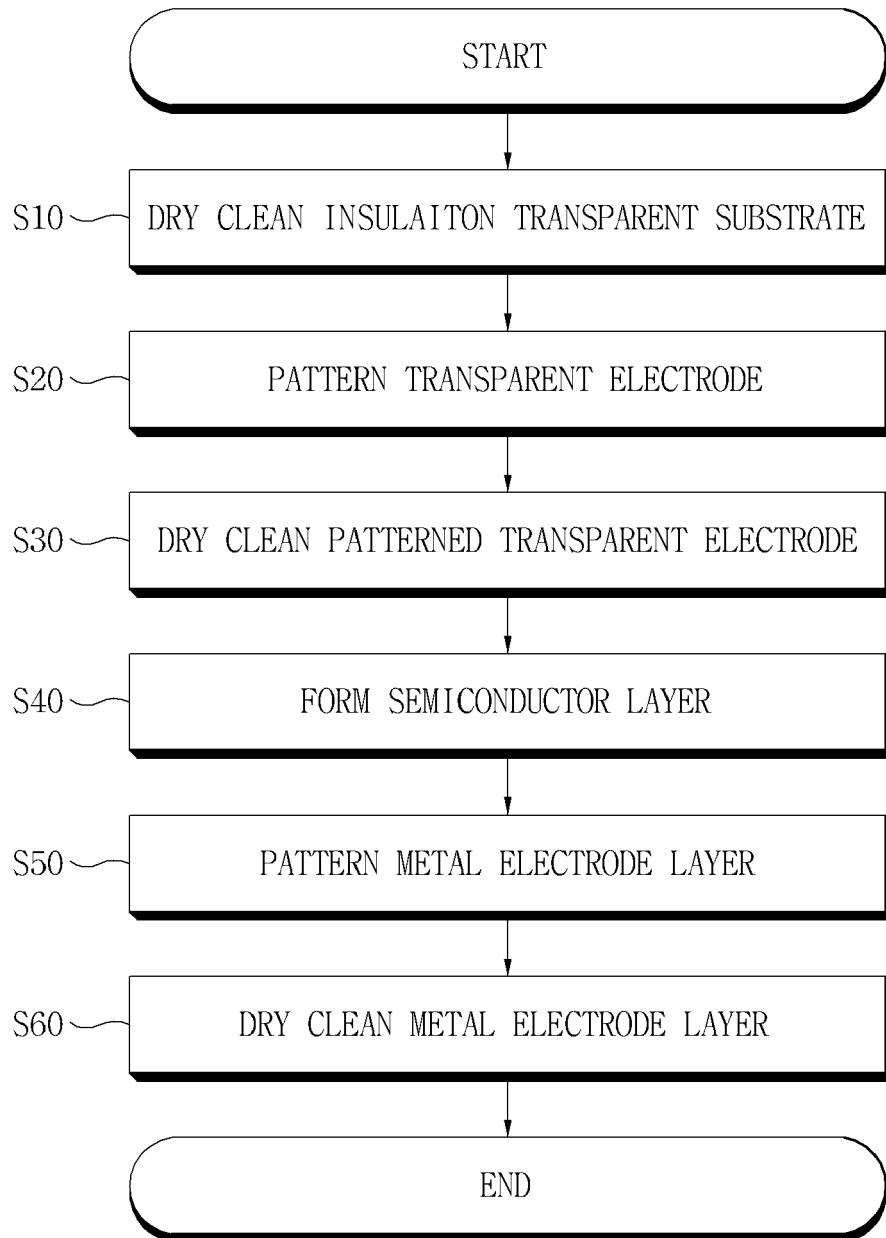 START
S10 DRY CLEAN INSULAITON TRANSPARENT SUBSTRATE
S20 PATTERN TRANSPARENT ELECTRODE
S30 DRY CLEAN PATTERNED TRANSPARENT ELECTRODE
S40 FORM SEMICONDUCTOR LAYER
S50 PATTERN METAL ELECTRODE LAYER
S60 DRY CLEAN METAL ELECTRODE LAYER
END